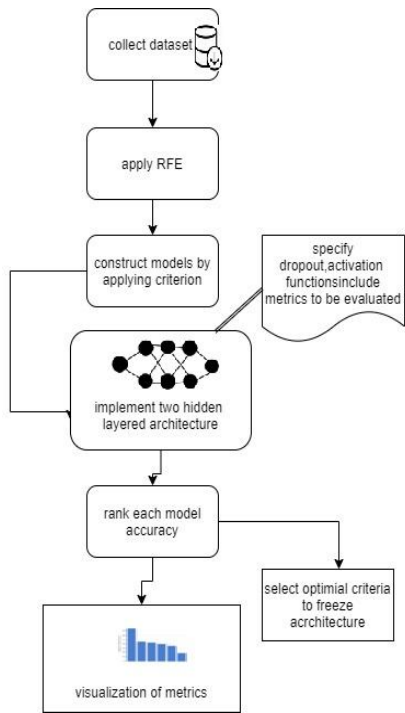 collect dataset
apply RFE
construct models by
applying criterion
specify
dropout,activation
functionsinclude
metrics to be evaluated
implement two hidden
layered architecture
rank each model
accuracy
select optimial criteria
to freeze
acrchitecture
visualization of metrics